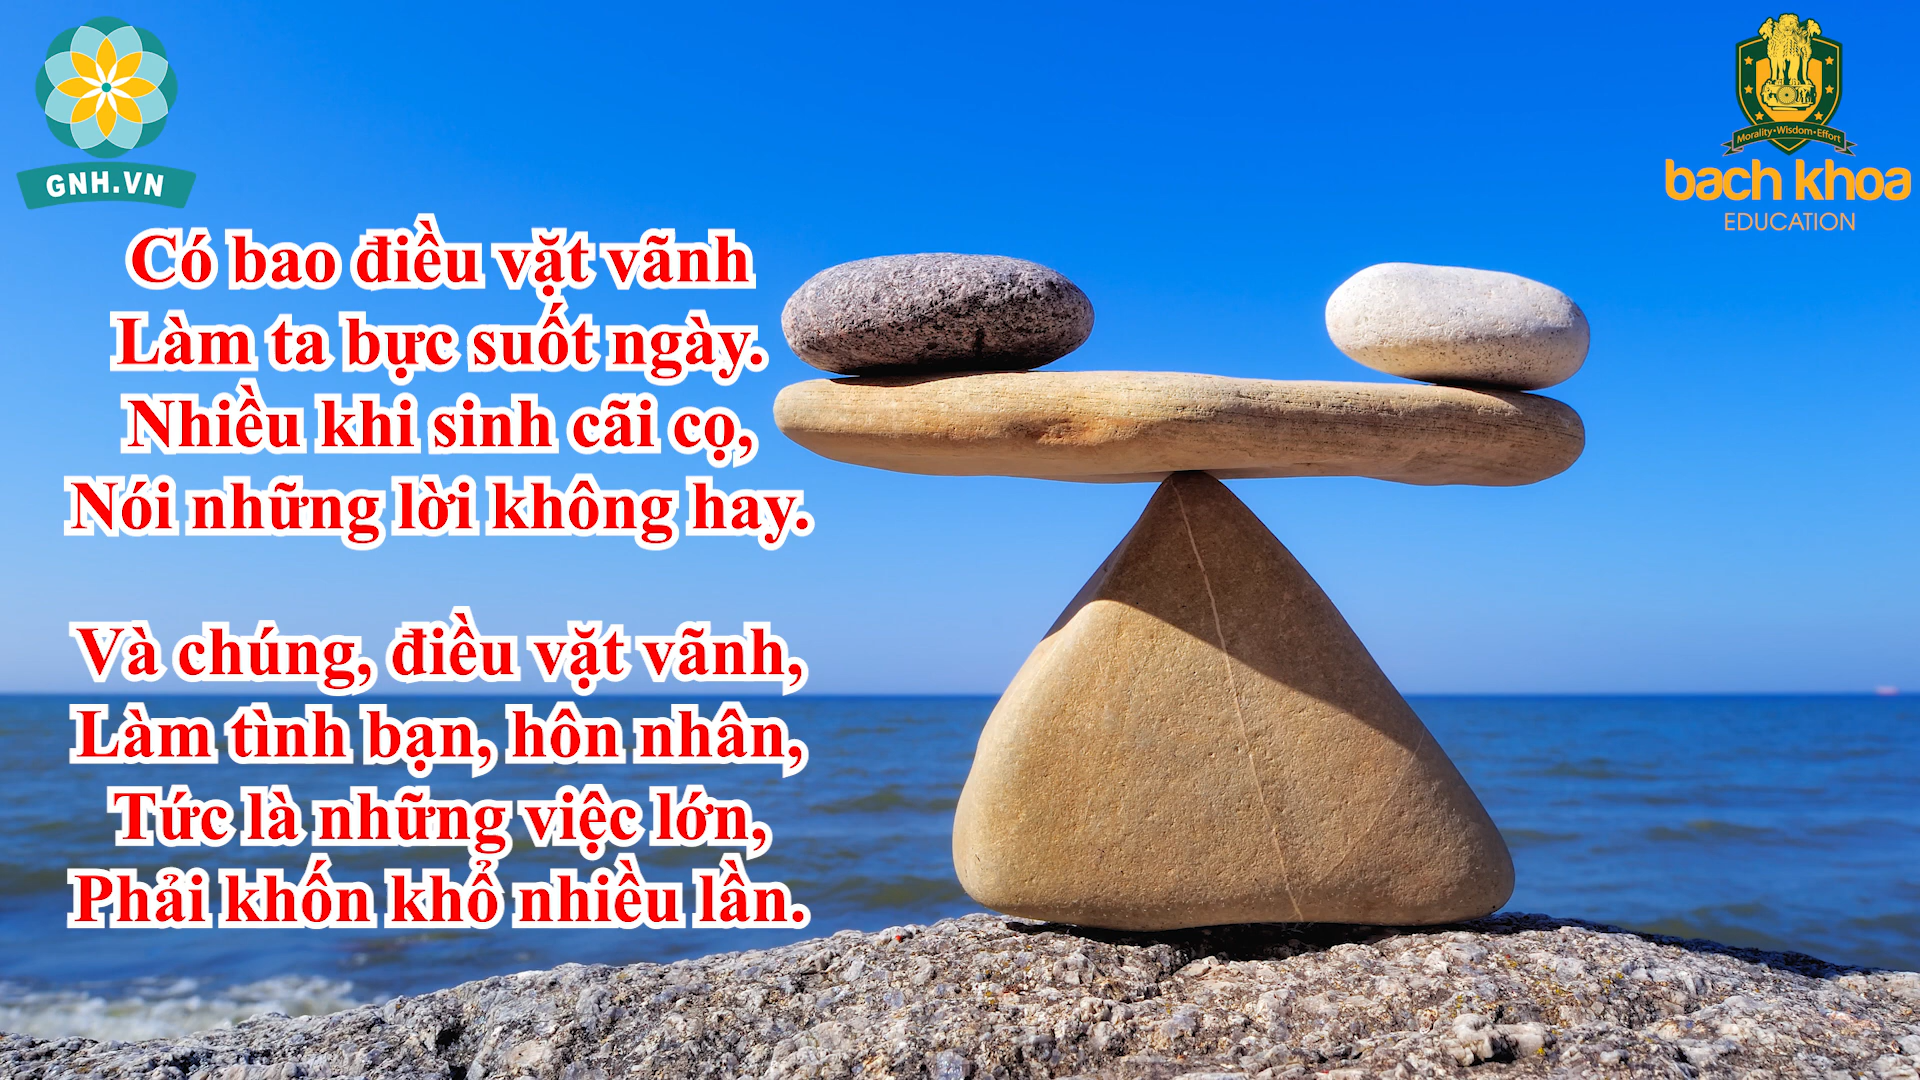 GNH.VN
Morality•Wisdom•Effort
bach khoa
EDUCATION
Có bao điều vặt vãnh
Làm ta bực suốt ngày.
Nhiều khi sinh cãi cọ,
Nói những lời không hay.
Và chúng, điều vặt vãnh,
Làm tình bạn, hôn nhân,
Tức là những việc lớn,
Phải khốn khổ nhiều lần.